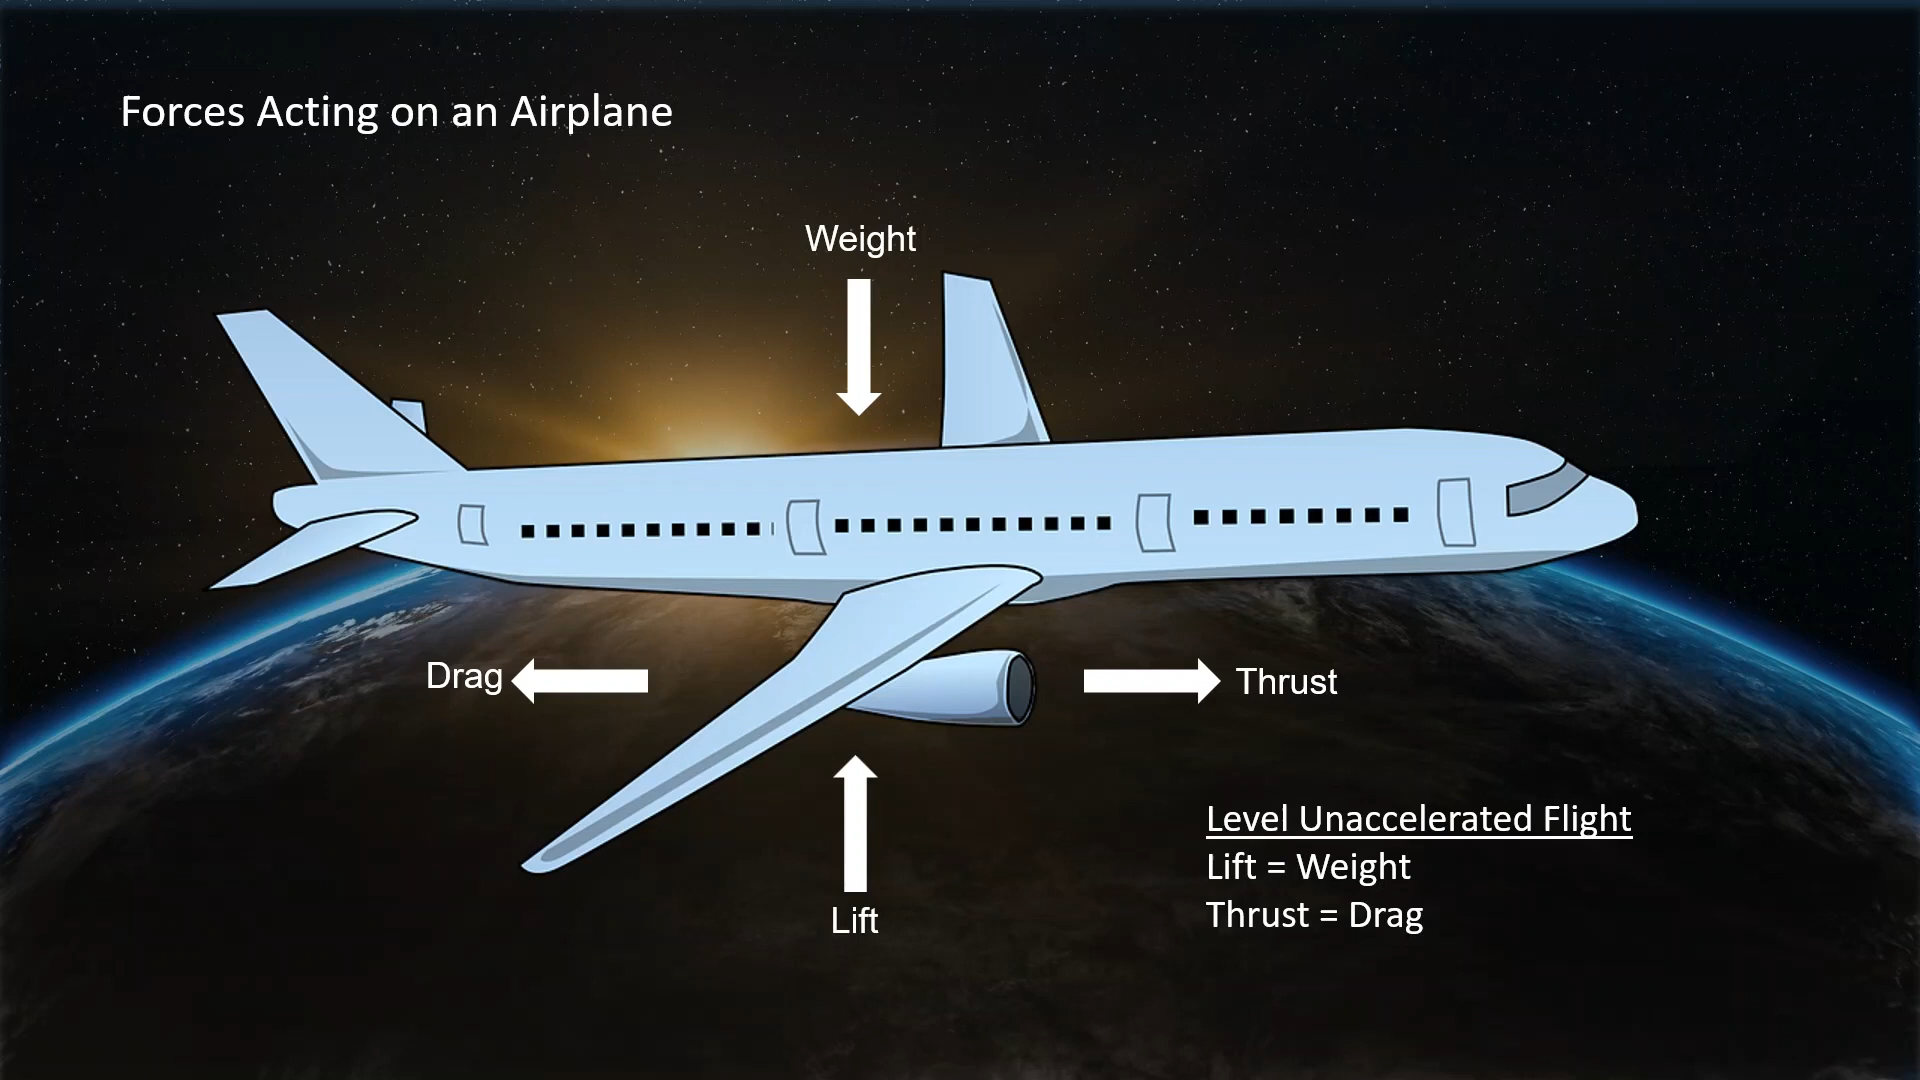 Forces Acting on an Airplane
Weight
Drag
Thrust
Lift
Level Unaccelerated Flight
Lift = Weight
Thrust = Drag